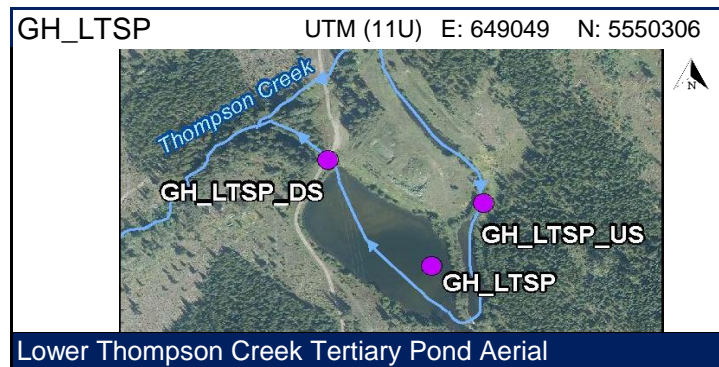 GH_LTSP UTM (11U) E: 649049 N: 5550306
N
Thompson Creek
GH_LTSP_DS
GH_LTSP_US
GH_LTSP
Lower Thompson Creek Tertiary Pond Aerial